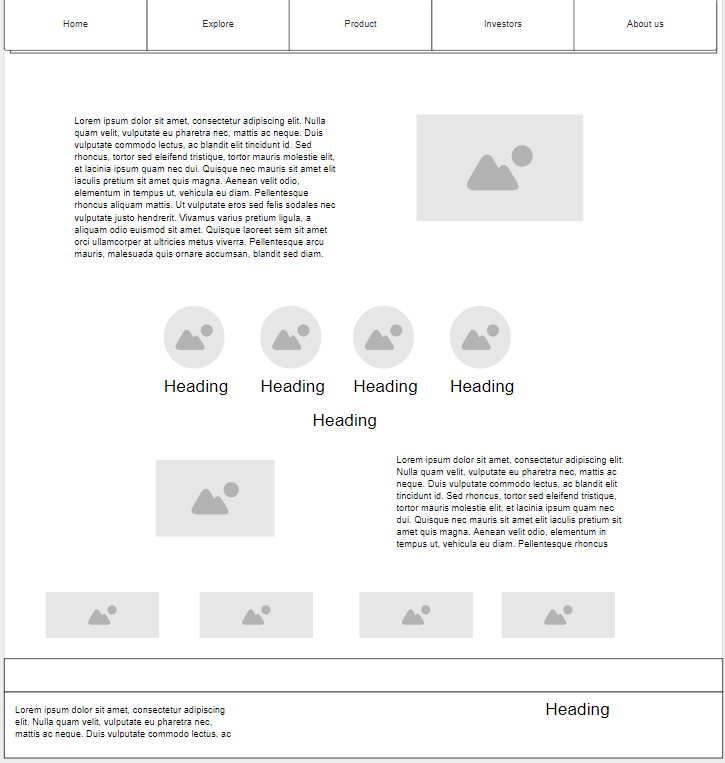 Home
Explore
Product
Investors
About us
Lorem ipsum dolor sit amet, consectetur adipiscing elit. Nulla
quam velit, vulputate eu pharetra nec, mattis ac neque. Duis
vulputate commodo lectus, ac blandit elit tincidunt id. Sed
rhoncus, tortor sed eleifend tristique, tortor mauris molestie elit,
et lacinia ipsum quam nec dui. Quisque nec mauris sit amet elit
iaculis pretium sit amet quis magna. Aenean velit odio,
elementum in tempus ut, vehicula eu diam. Pellentesque
rhoncus aliquam mattis. Ut vulputate eros sed felis sodales nec
vulputate justo hendrerit. Vivamus varius pretium ligula, a
aliquam odio euismod sit amet. Quisque laoreet sem sit amet
orci ullamcorper at ultricies metus viverra. Pellentesque arcu
mauris, malesuada quis ornare accumsan, blandit sed diam.
Heading
Heading
Heading
Heading
Heading
Lorem ipsum dolor sit amet, consectetur adipiscing elit.
Nulla quam velit, vulputate eu pharetra nec, mattis ac
neque. Duis vulputate commodo lectus, ac blandit elit
tincidunt id. Sed rhoncus, tortor sed eleifend tristique,
tortor mauris molestie elit, et lacinia ipsum quam nec
dui. Quisque nec mauris sit amet elit iaculis pretium sit
amet quis magna. Aenean velit odio, elementum in
tempus ut, vehicula eu diam. Pellentesque rhoncus
Lorem ipsum dolor sit amet, consectetur adipiscing
elit. Nulla quam velit, vulputate eu pharetra nec,
mattis ac neque. Duis vulputate commodo lectus, ac
Heading